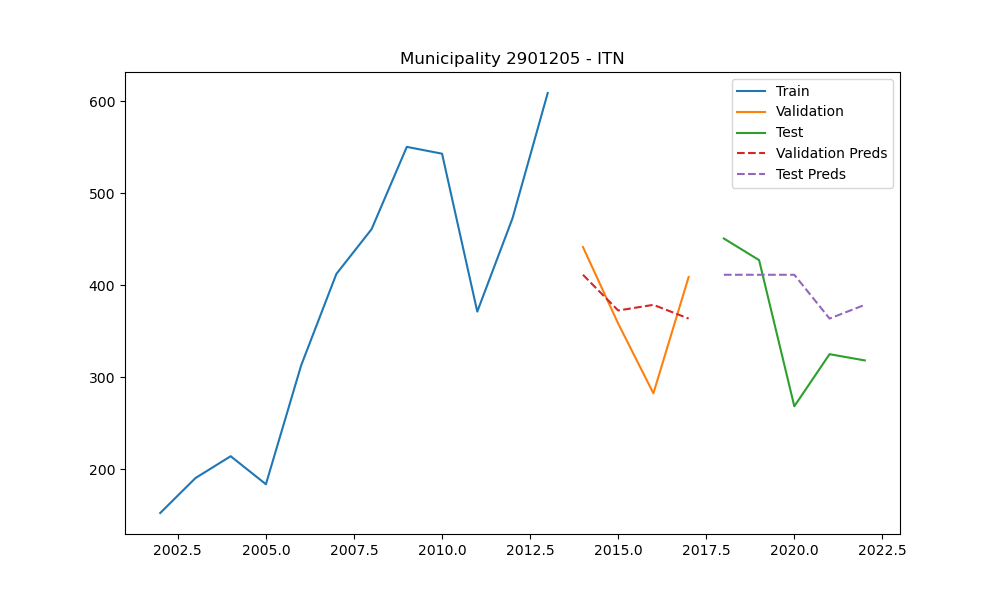 Municipality 2901205 - ITN
Train
Validation
Test
Validation Preds
Test Preds
600
500
400
300
200
2002.5 2005.0 2007.5 2010.0 2012.5 2015.0 2017.5 2020.0 2022.5